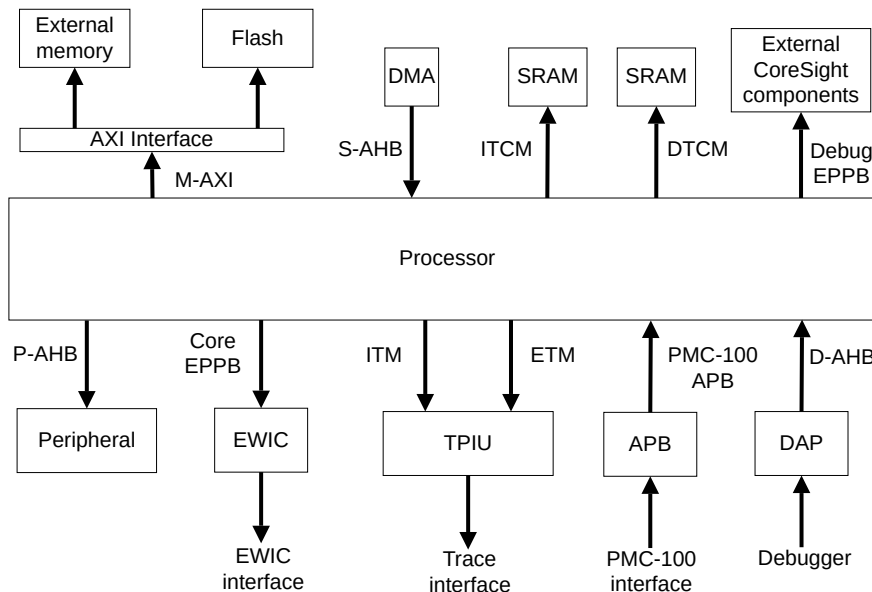 External
memory
Flash
DMA
SRAM
SRAM
External
CoreSight
components
AXI Interface
S-AHB
ITCM
DTCM
Debug
EPPB
M-AXI
Processor
P-AHB
Core
EPPB
ITM
ETM
PMC-100
APB
D-AHB
Peripheral
EWIC
TPIU
APB
DAP
EWIC
interface
Trace
interface
PMC-100
interface
Debugger